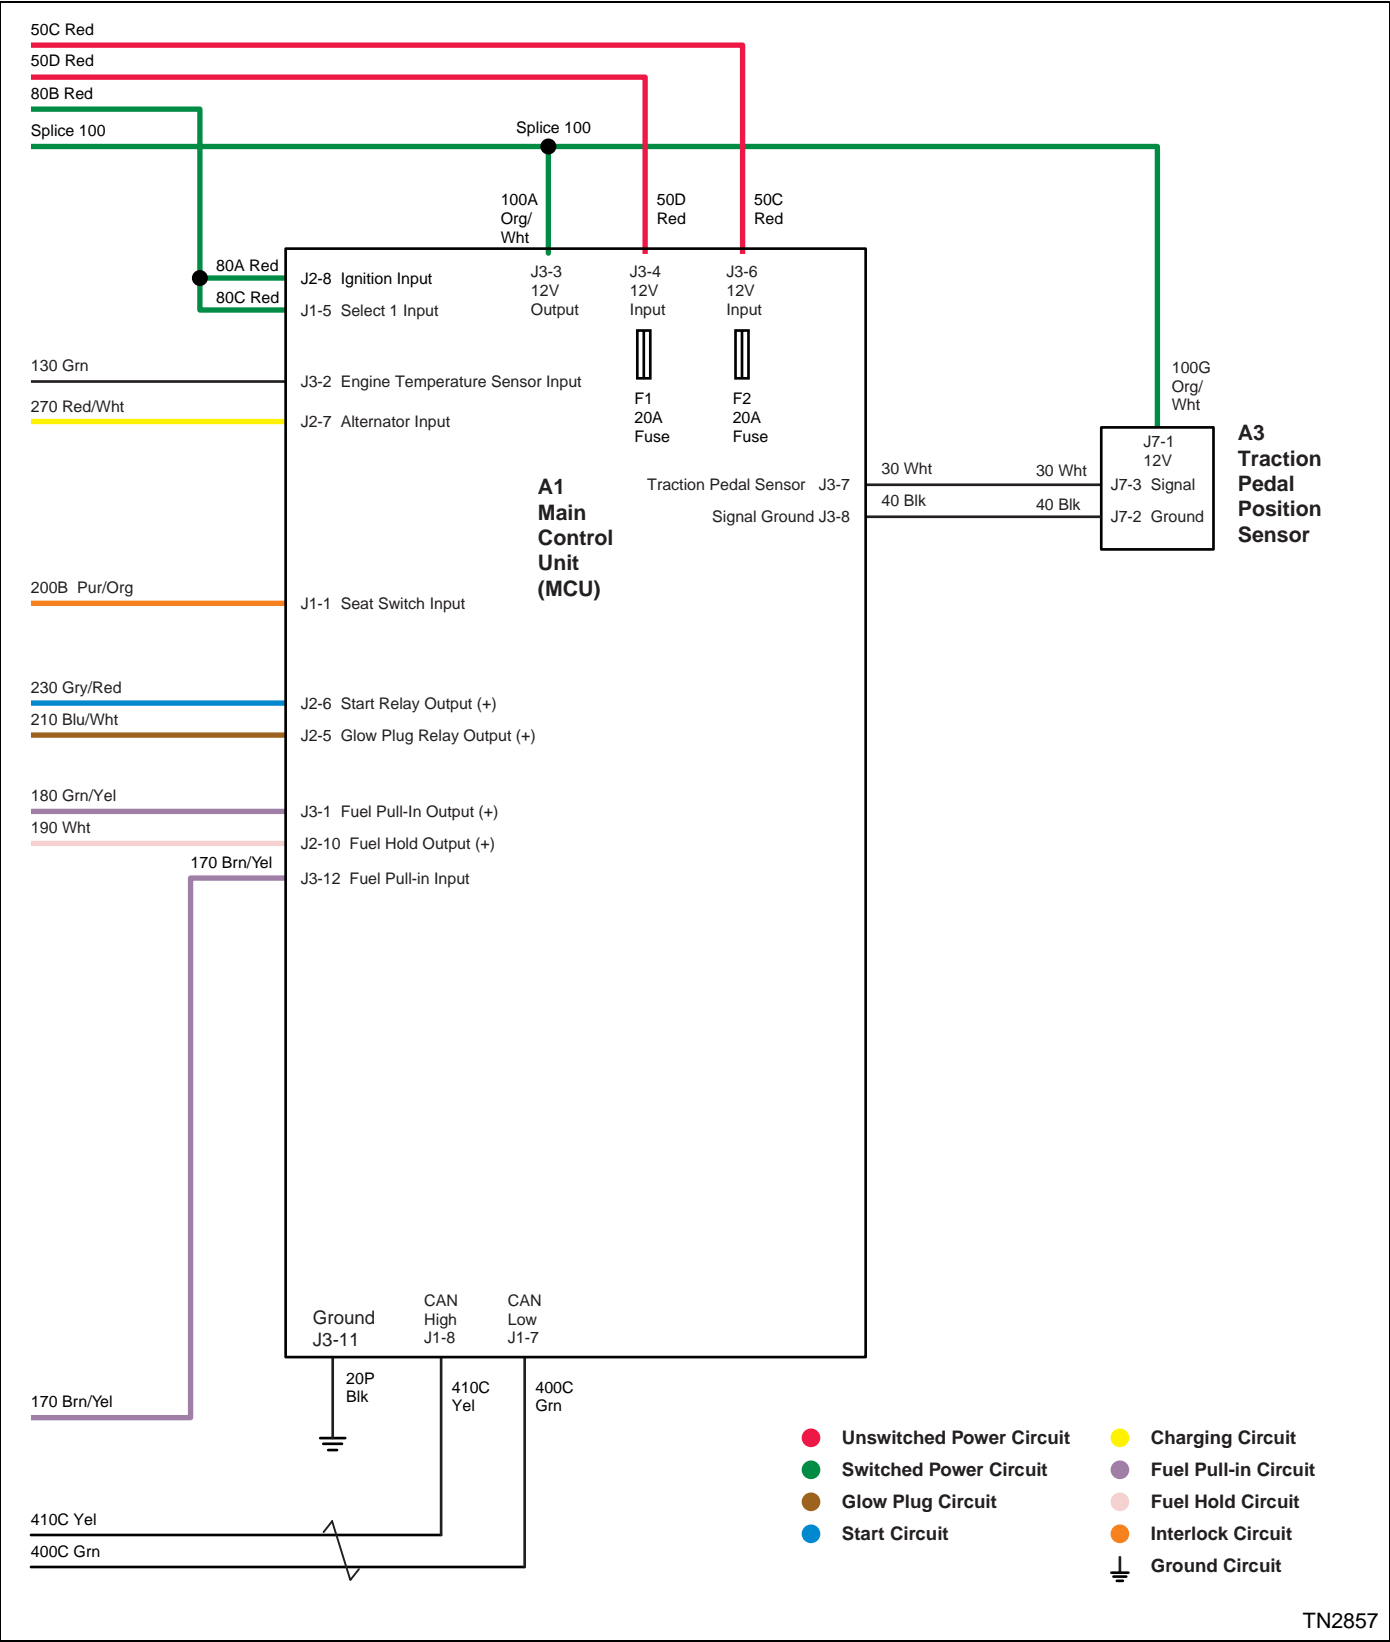 50C Red
50D Red
80B Red
Splice 100
Splice 100
100A
Org/
Wht
50D
Red
50C
Red
80A Red
80C Red
J2-8 Ignition Input
J1-5 Select 1 Input
J3-3
12V
Output
J3-4
12V
Input
J3-6
12V
Input
130 Grn
J3-2 Engine Temperature Sensor Input
270 Red/Wht
J2-7 Alternator Input
F1
20A
Fuse
F2
20A
Fuse
100G
Org/
Wht
J7-1
12V
J7-3 Signal
J7-2 Ground
A3
Traction
Pedal
Position
Sensor
Traction Pedal Sensor J3-7
Signal Ground J3-8
30 Wht
30 Wht
40 Blk
40 Blk
A1
Main
Control
Unit
(MCU)
200B Pur/Org
J1-1 Seat Switch Input
230 Gry/Red
J2-6 Start Relay Output (+)
210 Blu/Wht
J2-5 Glow Plug Relay Output (+)
180 Grn/Yel
J3-1 Fuel Pull-In Output (+)
190 Wht
J2-10 Fuel Hold Output (+)
170 Brn/Yel
J3-12 Fuel Pull-in Input
Ground
J3-11
CAN
High
J1-8
CAN
Low
J1-7
20P
Blk
410C
Yel
400C
Grn
170 Brn/Yel
410C Yel
400C Grn
Unswitched Power Circuit
Switched Power Circuit
Glow Plug Circuit
Start Circuit
Charging Circuit
Fuel Pull-in Circuit
Fuel Hold Circuit
Interlock Circuit
Ground Circuit
TN2857